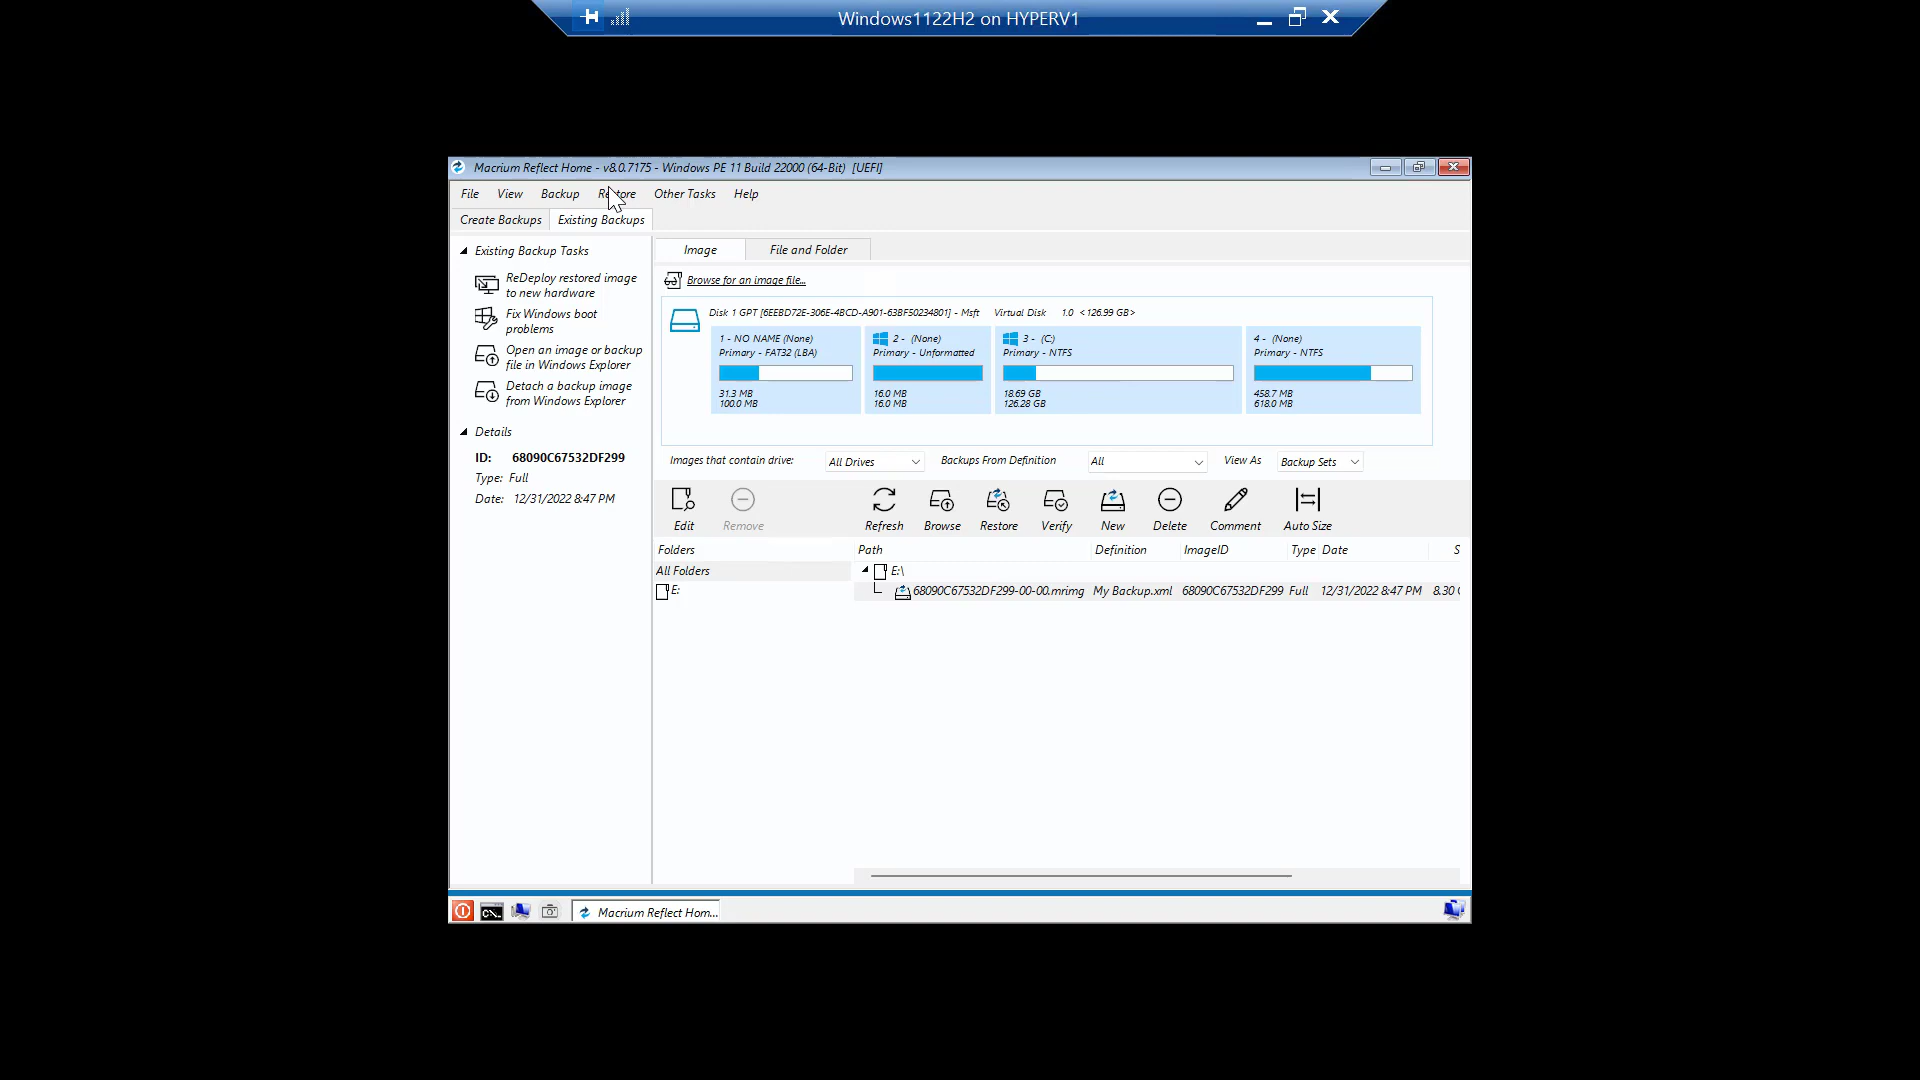 Windows1122H2 on HYPERV1
Macrium Reflect Home - v8.0.7175 - Windows PE 11 Build 22000 (64-Bit) [UEFI]
File View Backup Restore Other Tasks Help
Create Backups Existing Backups
Existing Backup Tasks
ReDeploy restored image
to new hardware
Fix Windows boot
problems
Open an image or backup
file in Windows Explorer
Detach a backup image
from Windows Explorer
Details
ID: 68090C67532DF299
Type: Full
Date: 12/31/2022 8:47 PM
Image File and Folder
Browse for an image file...
Disk 1 GPT [6EEBD72E-306E-4BCD-A901-63BF50234801] - Msft Virtual Disk 1.0 <126.99 GB>
1 - NO NAME (None)
Primary - FAT32 (LBA)
31.3 MB
100.0 MB
2 - (None)
Primary - Unformatted
16.0 MB
16.0 MB
3 - (C:)
Primary - NTFS
18.69 GB
126.28 GB
4 - (None)
Primary - NTFS
458.7 MB
618.0 MB
Images that contain drive: All Drives Backups From Definition All View As Backup Sets
Edit Remove Refresh Browse Restore Verify New Delete Comment Auto Size
Folders Path Definition ImageID Type Date S
All Folders E:\
E: 68090C67532DF299-00-00.mrimg My Backup.xml 68090C67532DF299 Full 12/31/2022 8:47 PM 8.30
Macrium Reflect Hom...